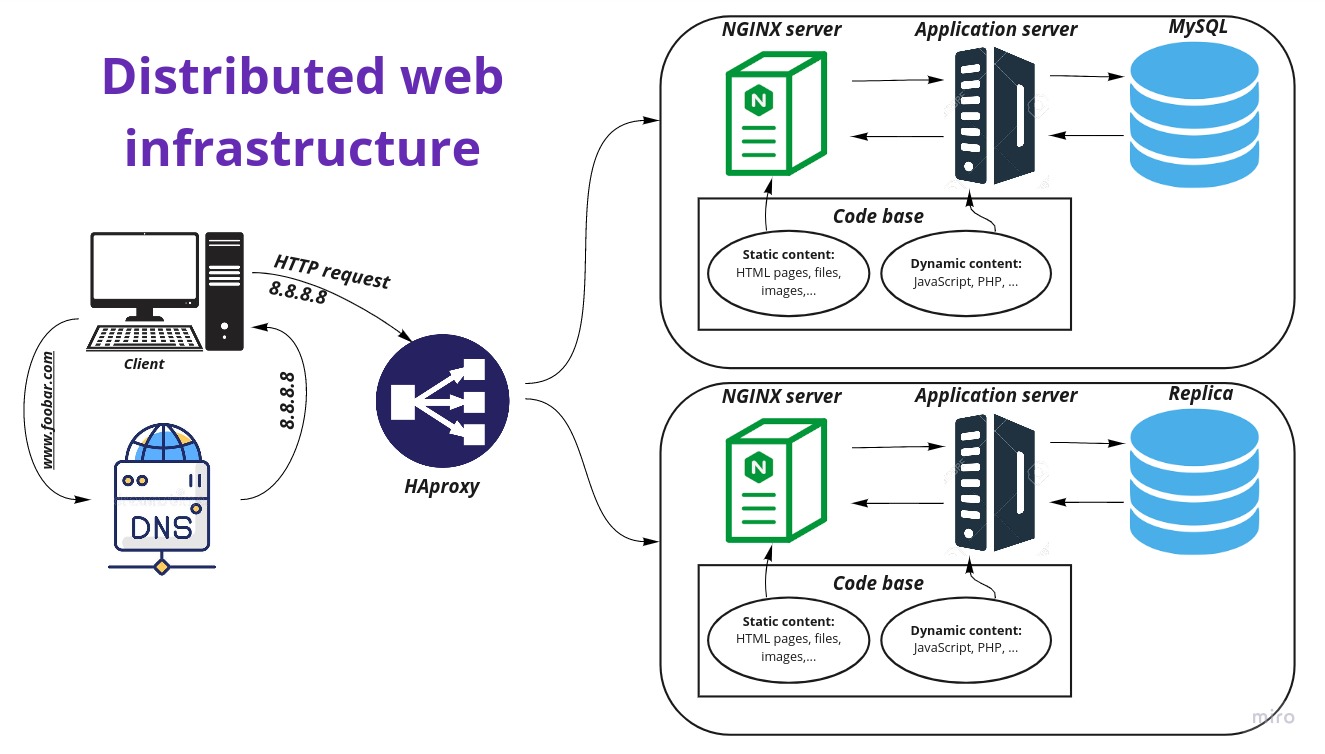 Distributed web
infrastructure
HTTP request
8.8.8.8
Client
www.foobar.com
8.8.8.8
DNS
HAproxy
NGINX server
Application server
MySQL
N
Code base
Static content:
HTML pages, files,
images,...
Dynamic content:
JavaScript, PHP, ...
NGINX server
Application server
Replica
N
Code base
Static content:
HTML pages, files,
images,...
Dynamic content:
JavaScript, PHP, ...
miro